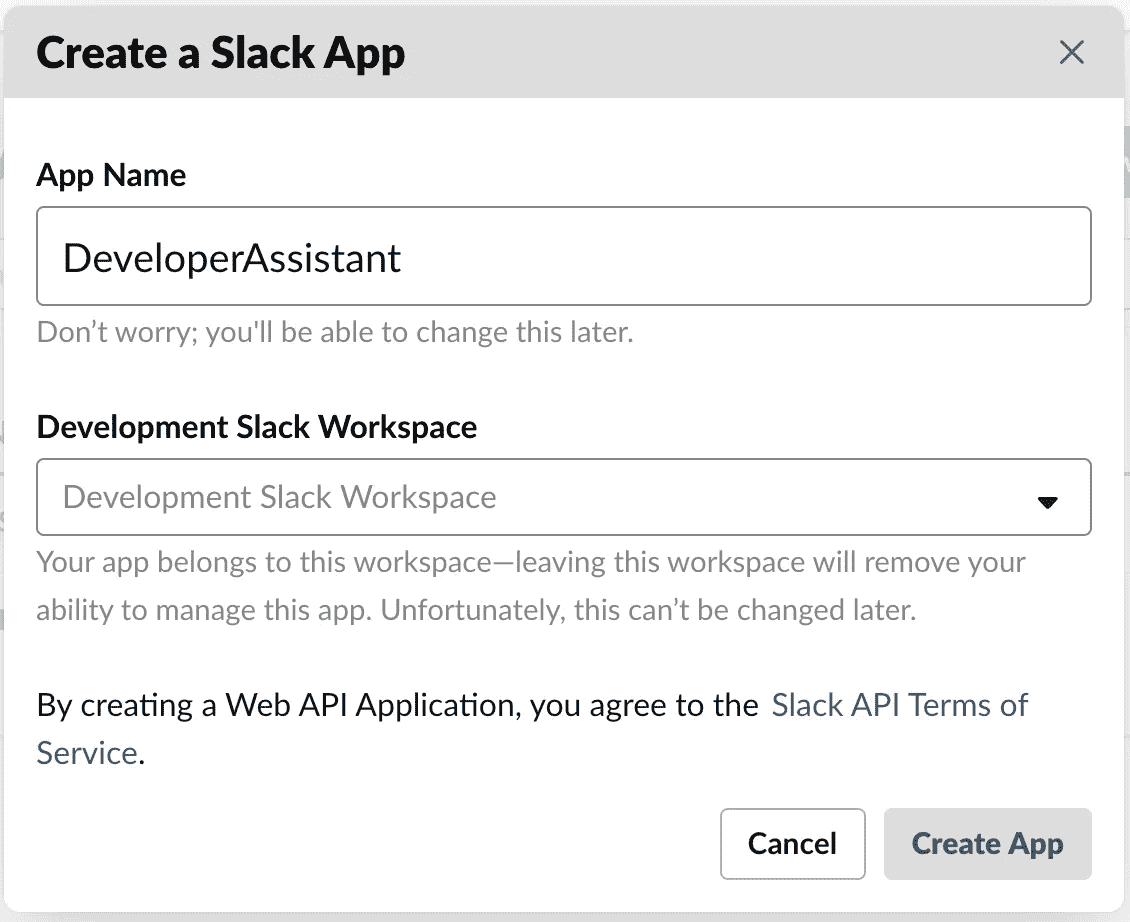 Create a Slack App
App Name
DeveloperAssistant
Don’t worry; you'll be able to change this later.
Development Slack Workspace
Development Slack Workspace
Your app belongs to this workspace—leaving this workspace will remove your
ability to manage this app. Unfortunately, this can’t be changed later.
By creating a Web API Application, you agree to the Slack API Terms of
Service.
Cancel
Create App